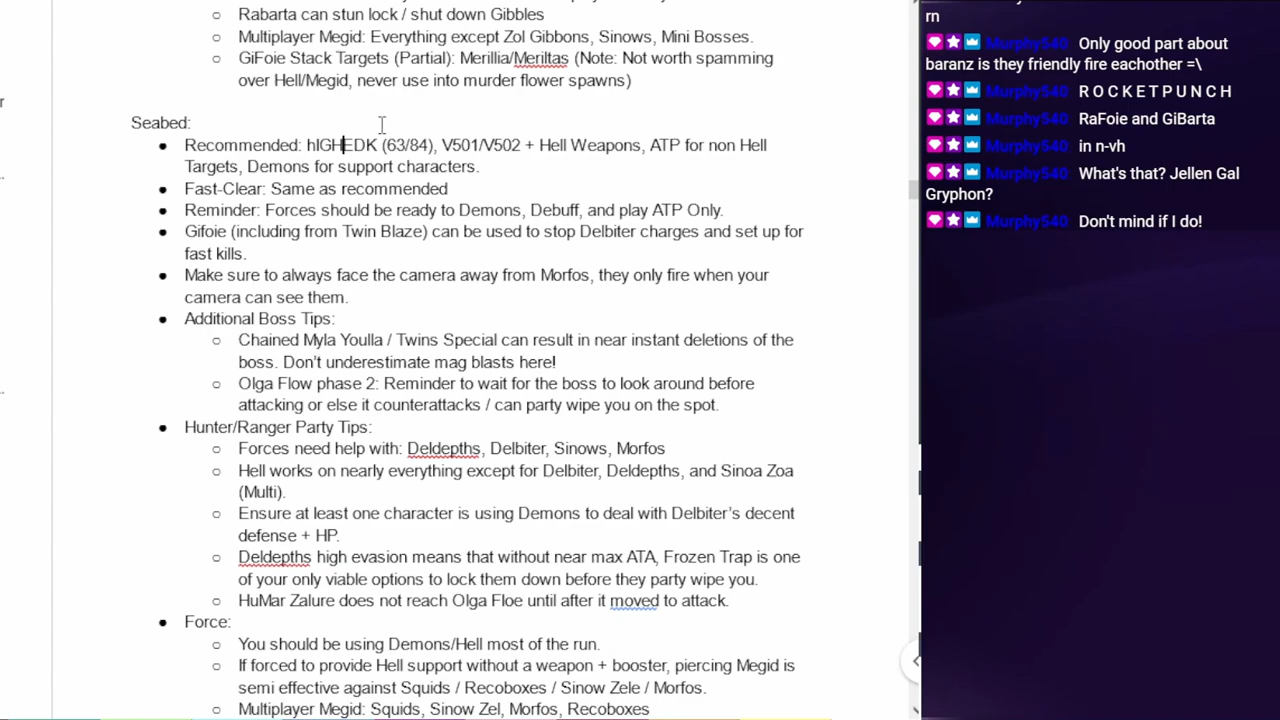 Rabarta can stun lock / shut down Gibbles
Multiplayer Megid: Everything except Zol Gibbons, Sinows, Mini Bosses.
GiFoie Stack Targets (Partial): Merillia/Meriltas (Note: Not worth spamming
over Hell/Megid, never use into murder flower spawns)
Seabed:
Recommended: hIGHEDK (63/84), V501/V502 + Hell Weapons, ATP for non Hell
Targets, Demons for support characters.
Fast-Clear: Same as recommended
Reminder: Forces should be ready to Demons, Debuff, and play ATP Only.
Gifoie (including from Twin Blaze) can be used to stop Delbiter charges and set up for
fast kills.
Make sure to always face the camera away from Morfos, they only fire when your
camera can see them.
Additional Boss Tips:
Chained Myla Youlla / Twins Special can result in near instant deletions of the
boss. Don't underestimate mag blasts here!
Olga Flow phase 2: Reminder to wait for the boss to look around before
attacking or else it counterattacks / can party wipe you on the spot.
Hunter/Ranger Party Tips:
Forces need help with: Deldepths, Delbiter, Sinows, Morfos
Hell works on nearly everything except for Delbiter, Deldepths, and Sinoa Zoa
(Multi).
Ensure at least one character is using Demons to deal with Delbiter's decent
defense + HP.
Deldepths high evasion means that without near max ATA, Frozen Trap is one
of your only viable options to lock them down before they party wipe you.
HuMar Zalure does not reach Olga Floe until after it moved to attack.
Force:
You should be using Demons/Hell most of the run.
If forced to provide Hell support without a weapon + booster, piercing Megid is
semi effective against Squids / Recoboxes / Sinow Zele / Morfos.
Multiplayer Megid: Squids, Sinow Zel, Morfos, Recoboxes
rn
Murphy540 Only good part about
baranz is they friendly fire eachother =\
Murphy540 R O C K E T P U N C H
Murphy540 RaFoie and GiBarta
Murphy540 in n-vh
Murphy540 What's that? Jellen Gal
Gryphon?
Murphy540 Don't mind if I do!